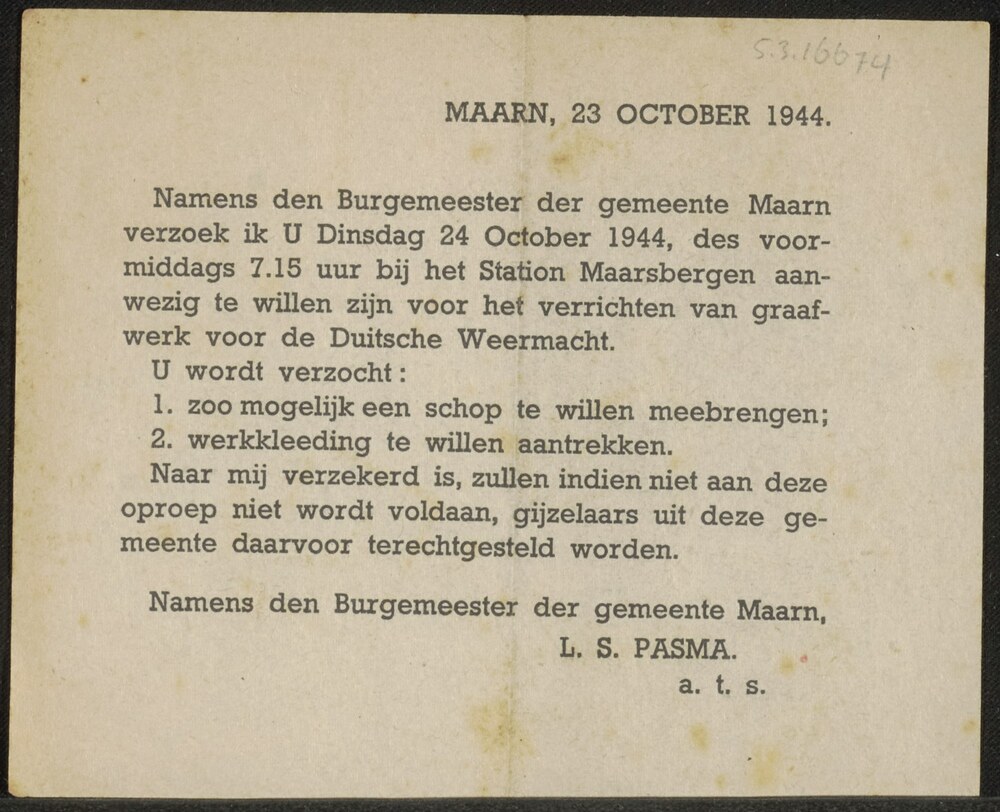 5.3.16674
MAARN, 23 OCTOBER 1944.
Namens den Burgemeester der gemeente Maarn
verzoek ik U Dinsdag 24 October 1944, des voor-
middags 7.15 uur bij het Station Maarsbergen aan-
wezig te willen zijn voor het verrichten van graaf-
werk voor de Duitsche Weermacht.
U wordt verzocht:
1. zoo mogelijk een schop te willen meebrengen;
2. werkkleeding te willen aantrekken.
Naar mij verzekerd is, zullen indien niet aan deze
oproep niet wordt voldaan, gijzelaars uit deze ge-
meente daarvoor terechtgesteld worden.
Namens den Burgemeester der gemeente Maarn,
L. S. PASMA.
a. t. s.